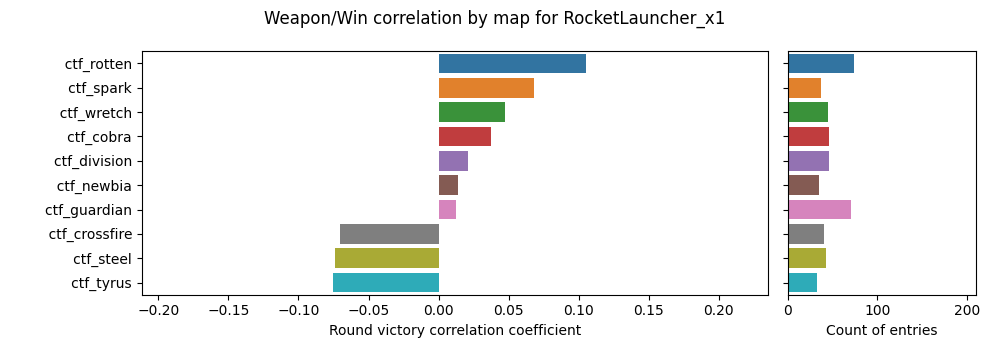 Weapon/Win correlation by map for RocketLauncher_x1
ctf_rotten
ctf_spark
ctf_wretch
ctf_cobra
ctf_division
ctf_newbia
ctf_guardian
ctf_crossfire
ctf_steel
ctf_tyrus
−0.20 −0.15 −0.10 −0.05 0.00 0.05 0.10 0.15 0.20
Round victory correlation coefficient
0 100 200
Count of entries